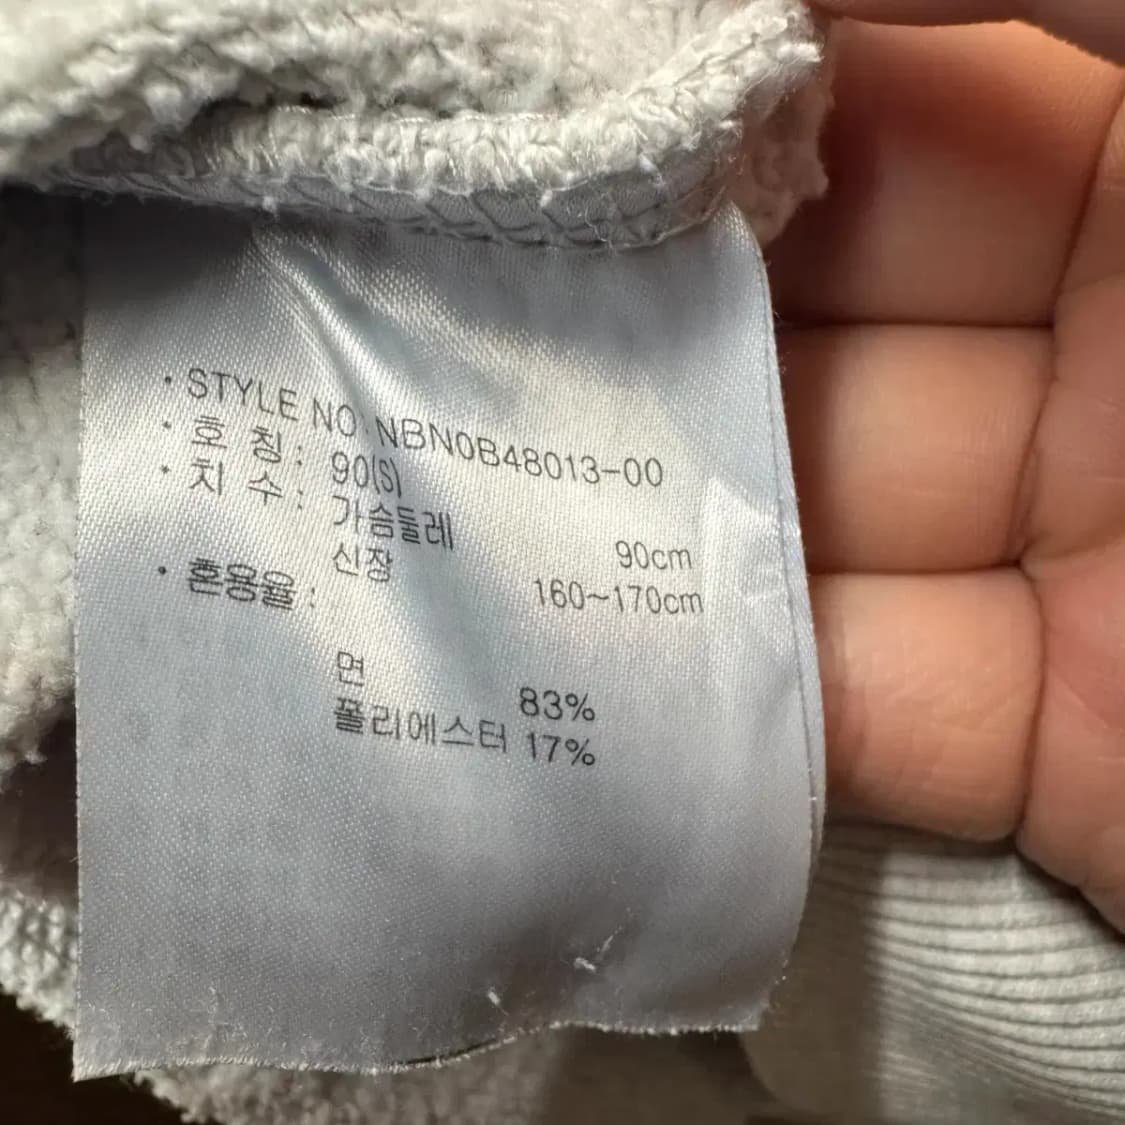 · STYLE NO: NBN0B48013-00
· 호 칭 : 90(S)
· 치 수 : 가슴둘레 90cm
신장 160~170cm
· 혼용율 :
면 83%
폴리에스터 17%